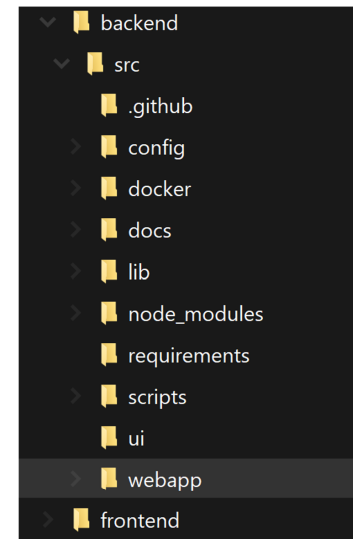 backend
src
.github
config
docker
docs
lib
node_modules
requirements
scripts
ui
webapp
frontend